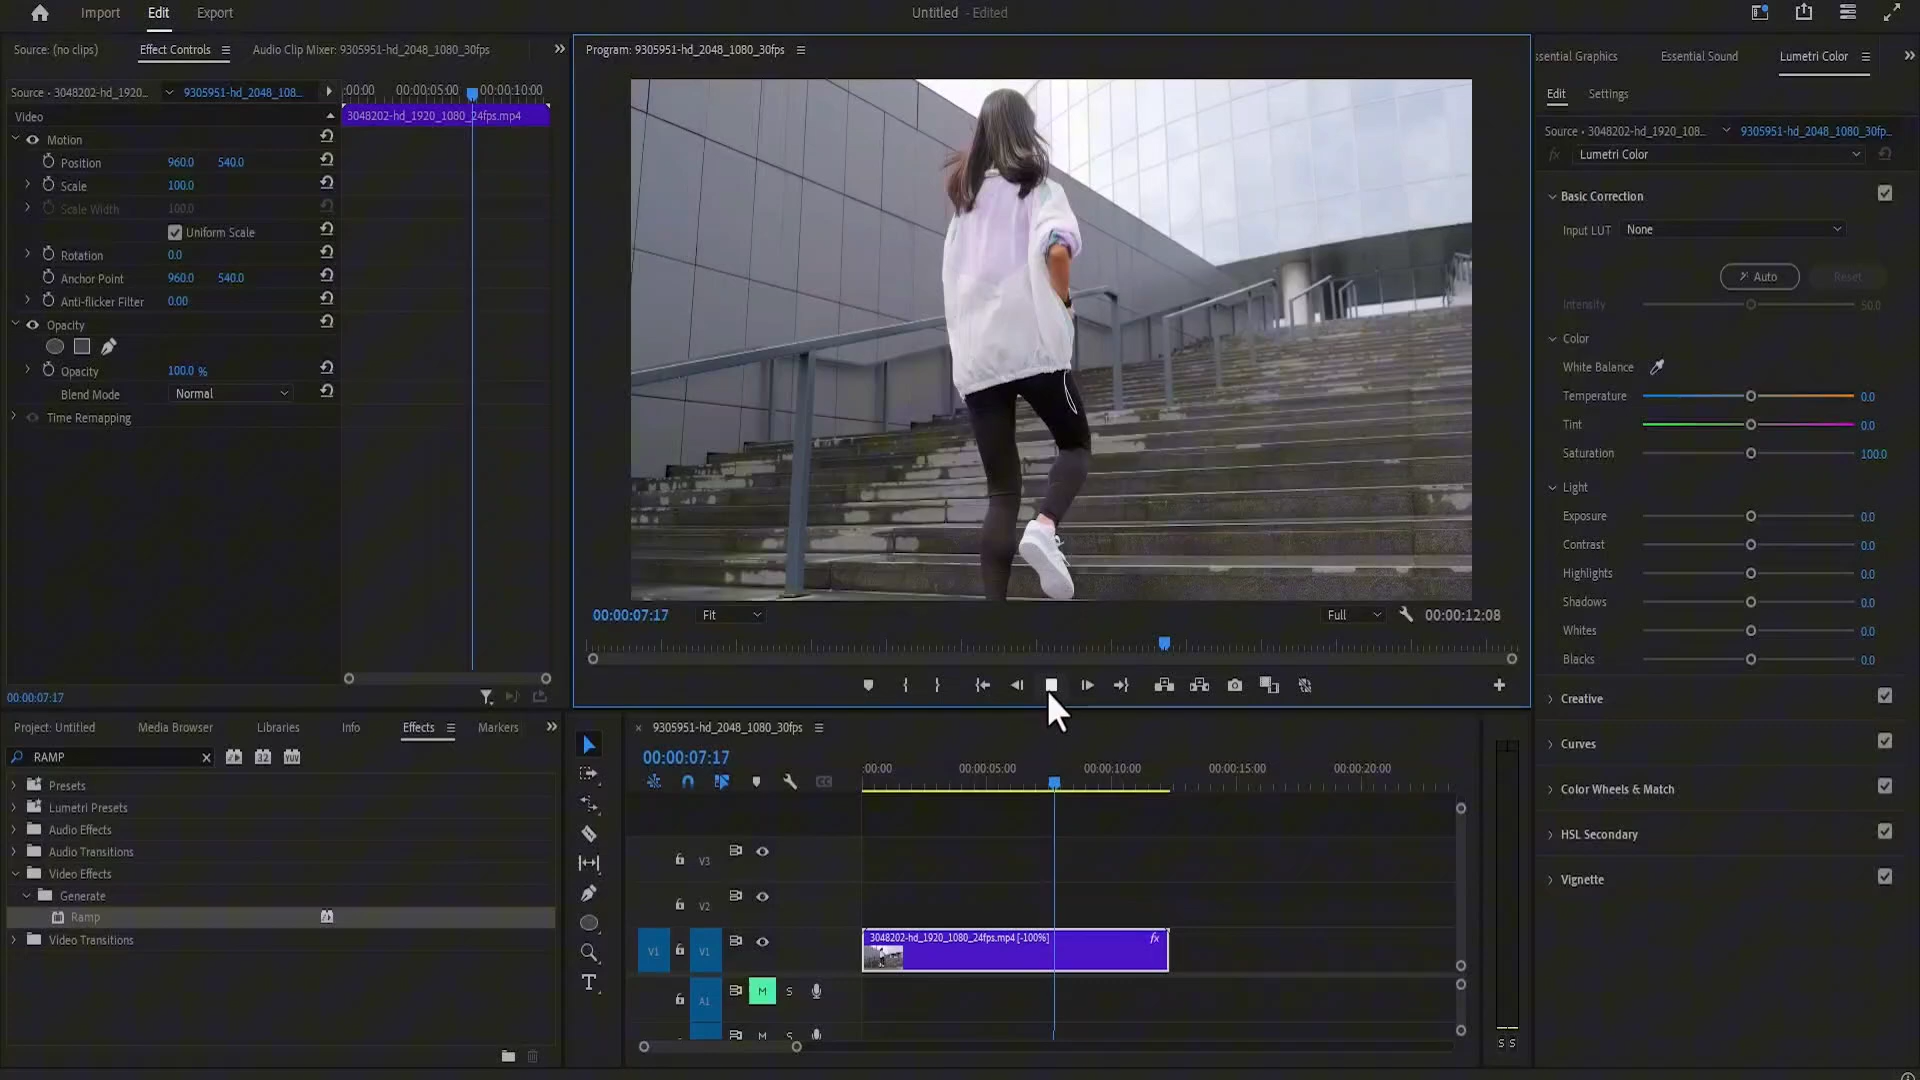 Import
Edit
Export
Untitled - Edited
Source: (no clips)
Effect Controls
Audio Clip Mixer: 9305951-hd_2048_1080_30fps
Program: 9305951-hd_2048_1080_30fps
ssential Graphics
Essential Sound
Lumetri Color
Source • 3048202-hd_1920...
9305951-hd_2048_108...
:00:00
00:00:05:00
00:00:10:00
Video
3048202-hd_1920_1080_24fps.mp4
Motion
Position 960.0 540.0
Scale 100.0
Scale Width 100.0
Uniform Scale
Rotation 0.0
Anchor Point 960.0 540.0
Anti-flicker Filter 0.00
Opacity
Opacity 100.0 %
Blend Mode Normal
Time Remapping
00:00:07:17
00:00:07:17
Fit
Full
00:00:12:08
Edit
Settings
Source • 3048202-hd_1920_108...
9305951-hd_2048_1080_30fp...
fx Lumetri Color
Basic Correction
Input LUT None
Auto
Reset
Intensity 50.0
Color
White Balance
Temperature 0.0
Tint 0.0
Saturation 100.0
Light
Exposure 0.0
Contrast 0.0
Highlights 0.0
Shadows 0.0
Whites 0.0
Blacks 0.0
Creative
Curves
Color Wheels & Match
HSL Secondary
Vignette
Project: Untitled
Media Browser
Libraries
Info
Effects
Markers
RAMP
32
YUV
Presets
Lumetri Presets
Audio Effects
Audio Transitions
Video Effects
Generate
Ramp
Video Transitions
9305951-hd_2048_1080_30fps
00:00:07:17
:00:00
00:00:05:00
00:00:10:00
00:00:15:00
00:00:20:00
V3
V2
V1 V1
3048202-hd_1920_1080_24fps.mp4 [-100%]
fx
A1 M S
M S
S S